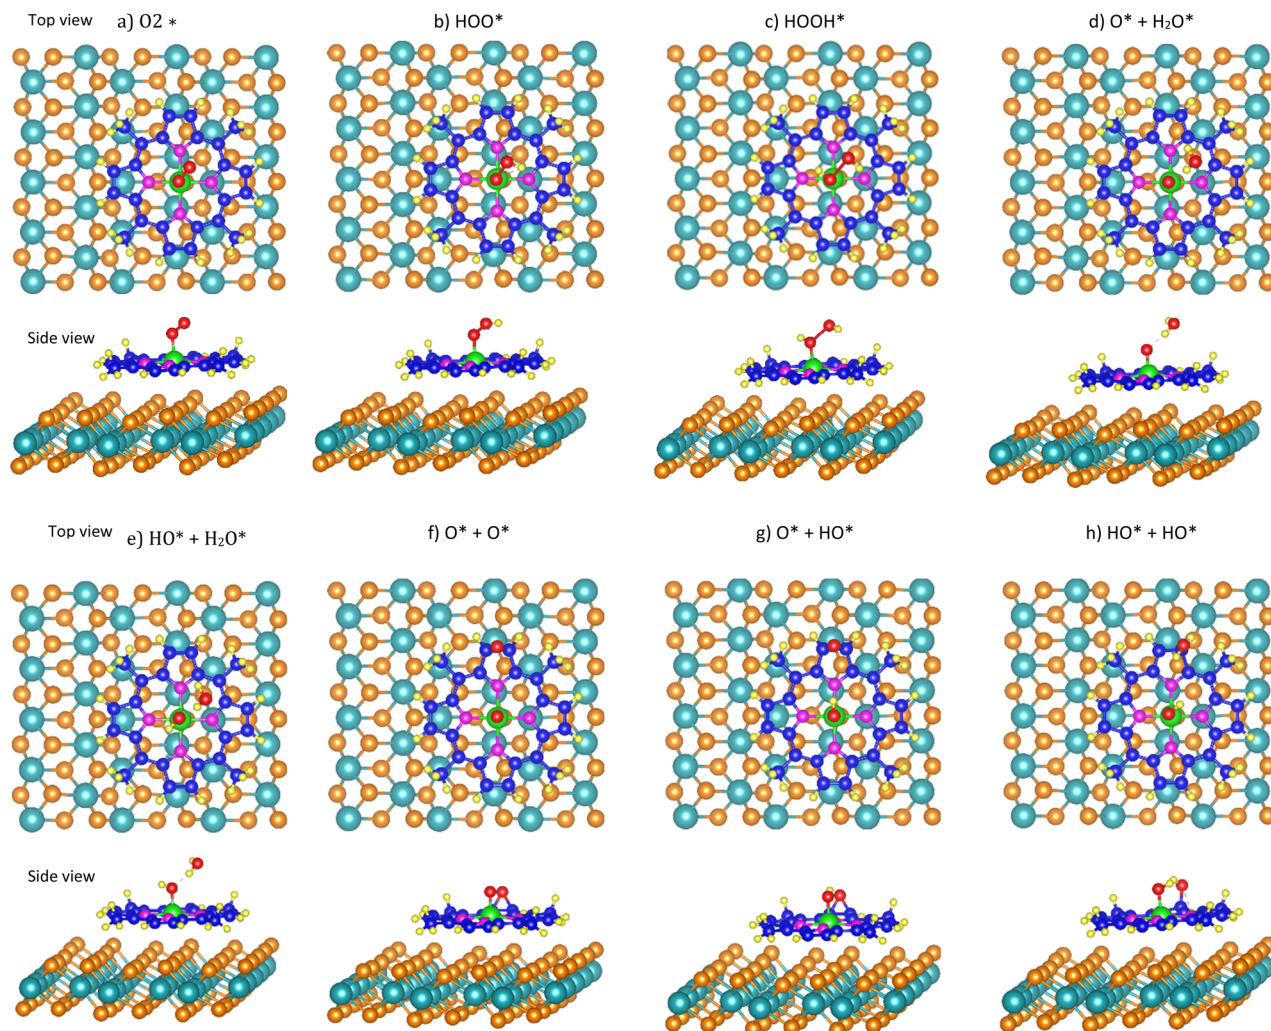 Top view a) O2 * b) HOO* c) HOOH* d) O* + H₂O*
Side view
Top view e) HO* + H₂O* f) O* + O* g) O* + HO* h) HO* + HO*
Side view